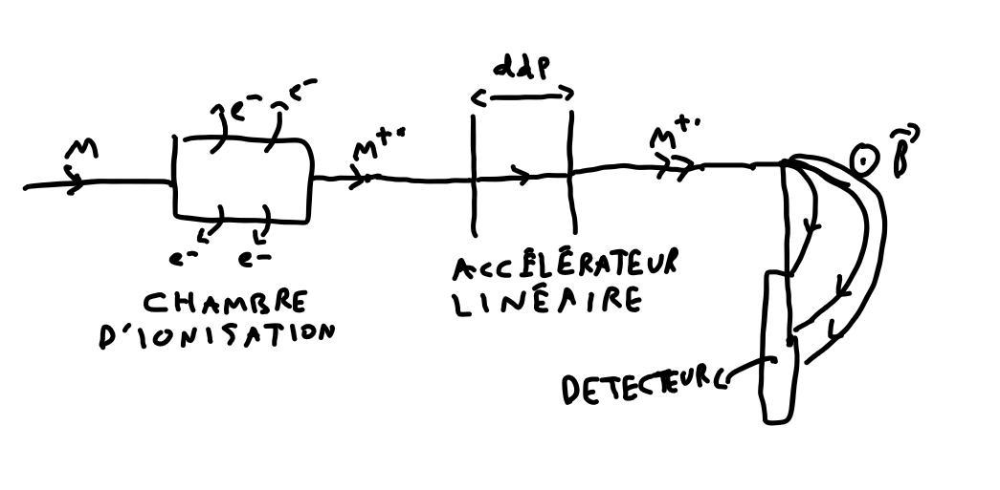 ddp
e⁻ e⁻
M
M⁺·
M⁺·
B⃗
e⁻ e⁻
CHAMBRE
D'IONISATION
ACCÉLÉRATEUR
LINÉAIRE
DETECTEUR